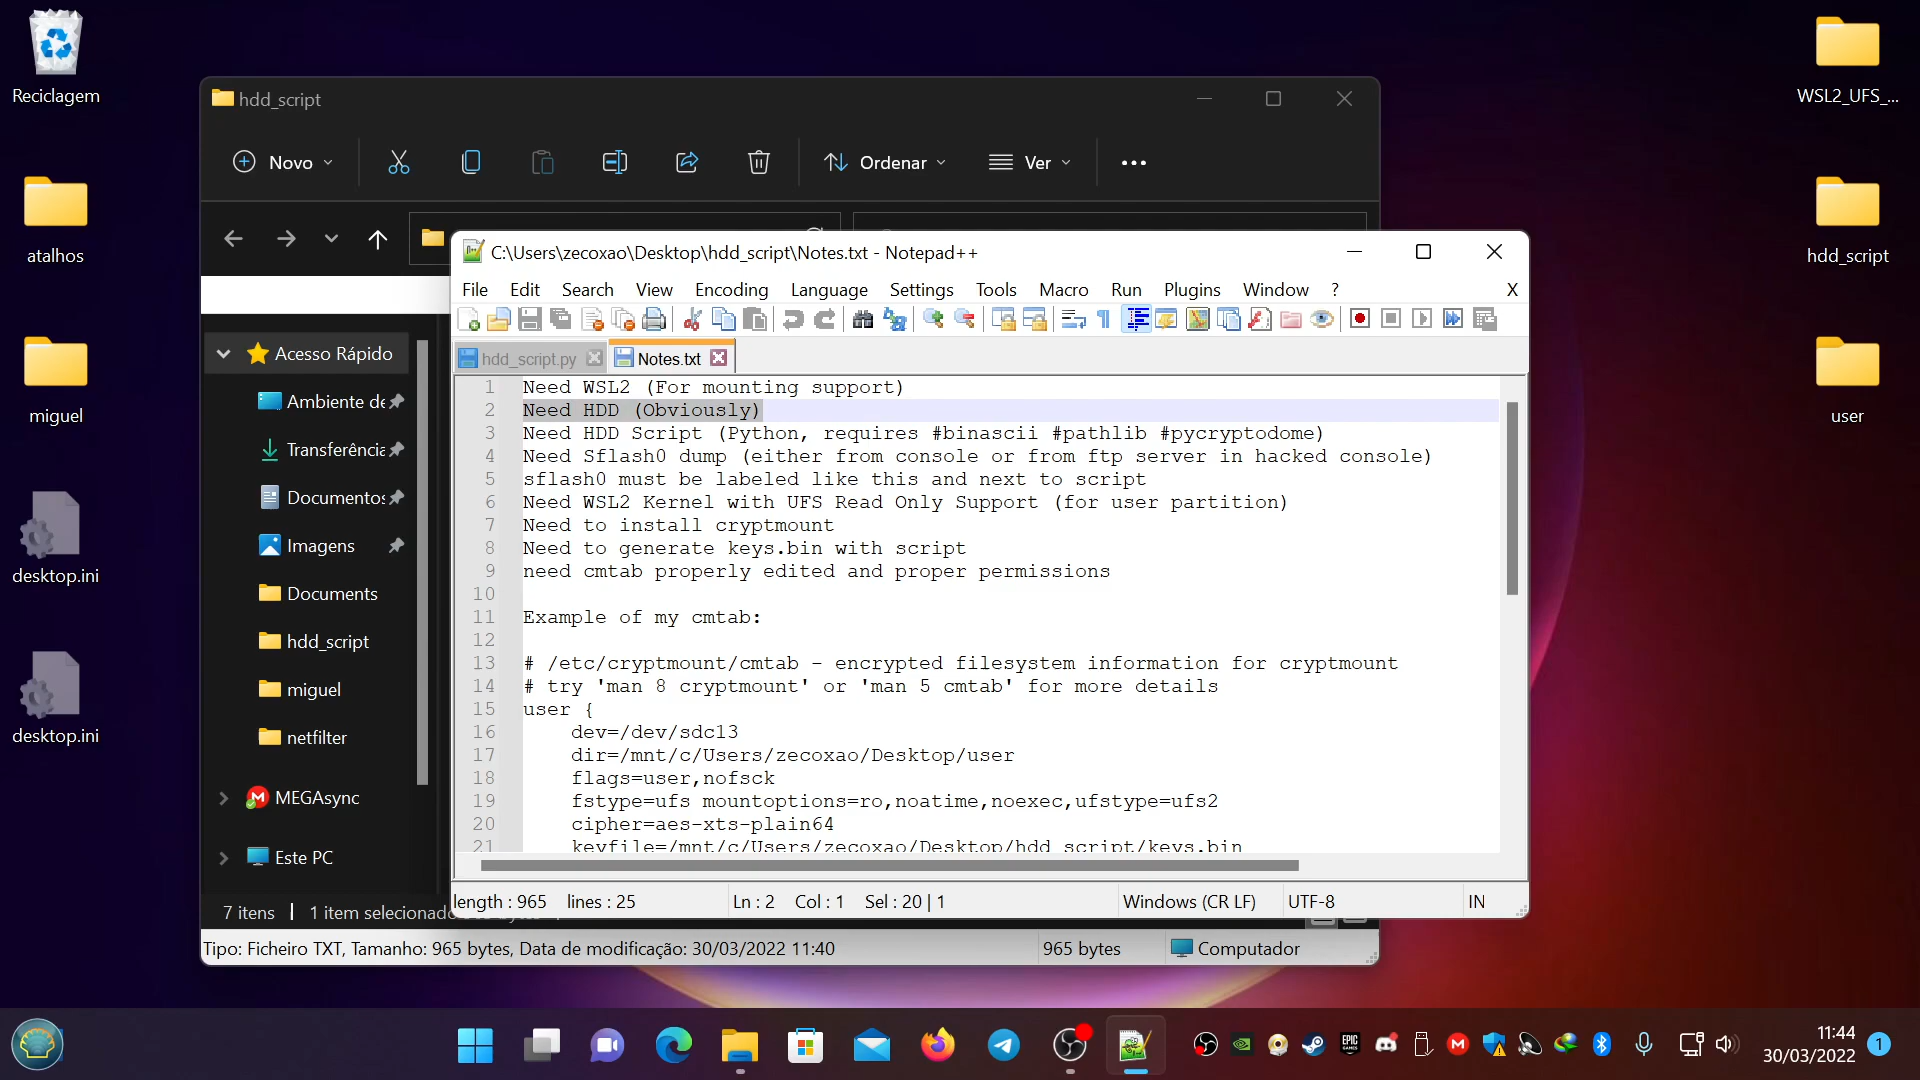 Reciclagem
atalhos
miguel
desktop.ini
desktop.ini
WSL2_UFS_...
hdd_script
user
hdd_script
Novo
Ordenar
Ver
C:\Users\zecoxao\Desktop\hdd_script\Notes.txt - Notepad++
File Edit Search View Encoding Language Settings Tools Macro Run Plugins Window ? X
hdd_script.py Notes.txt
1 Need WSL2 (For mounting support)
2 Need HDD (Obviously)
3 Need HDD Script (Python, requires #binascii #pathlib #pycryptodome)
4 Need Sflash0 dump (either from console or from ftp server in hacked console)
5 sflash0 must be labeled like this and next to script
6 Need WSL2 Kernel with UFS Read Only Support (for user partition)
7 Need to install cryptmount
8 Need to generate keys.bin with script
9 need cmtab properly edited and proper permissions
10
11 Example of my cmtab:
12
13 # /etc/cryptmount/cmtab - encrypted filesystem information for cryptmount
14 # try 'man 8 cryptmount' or 'man 5 cmtab' for more details
15 user {
16 dev=/dev/sdc13
17 dir=/mnt/c/Users/zecoxao/Desktop/user
18 flags=user,nofsck
19 fstype=ufs mountoptions=ro,noatime,noexec,ufstype=ufs2
20 cipher=aes-xts-plain64
21 keyfile=/mnt/c/Users/zecoxao/Desktop/hdd_script/keys.bin
length : 965 lines : 25 Ln : 2 Col : 1 Sel : 20 | 1 Windows (CR LF) UTF-8 IN
Acesso Rápido
Ambiente de
Transferência
Documentos
Imagens
Documents
hdd_script
miguel
netfilter
MEGAsync
Este PC
7 itens 1 item selecionado
Tipo: Ficheiro TXT, Tamanho: 965 bytes, Data de modificação: 30/03/2022 11:40 965 bytes Computador
EPIC
11:44
30/03/2022
1